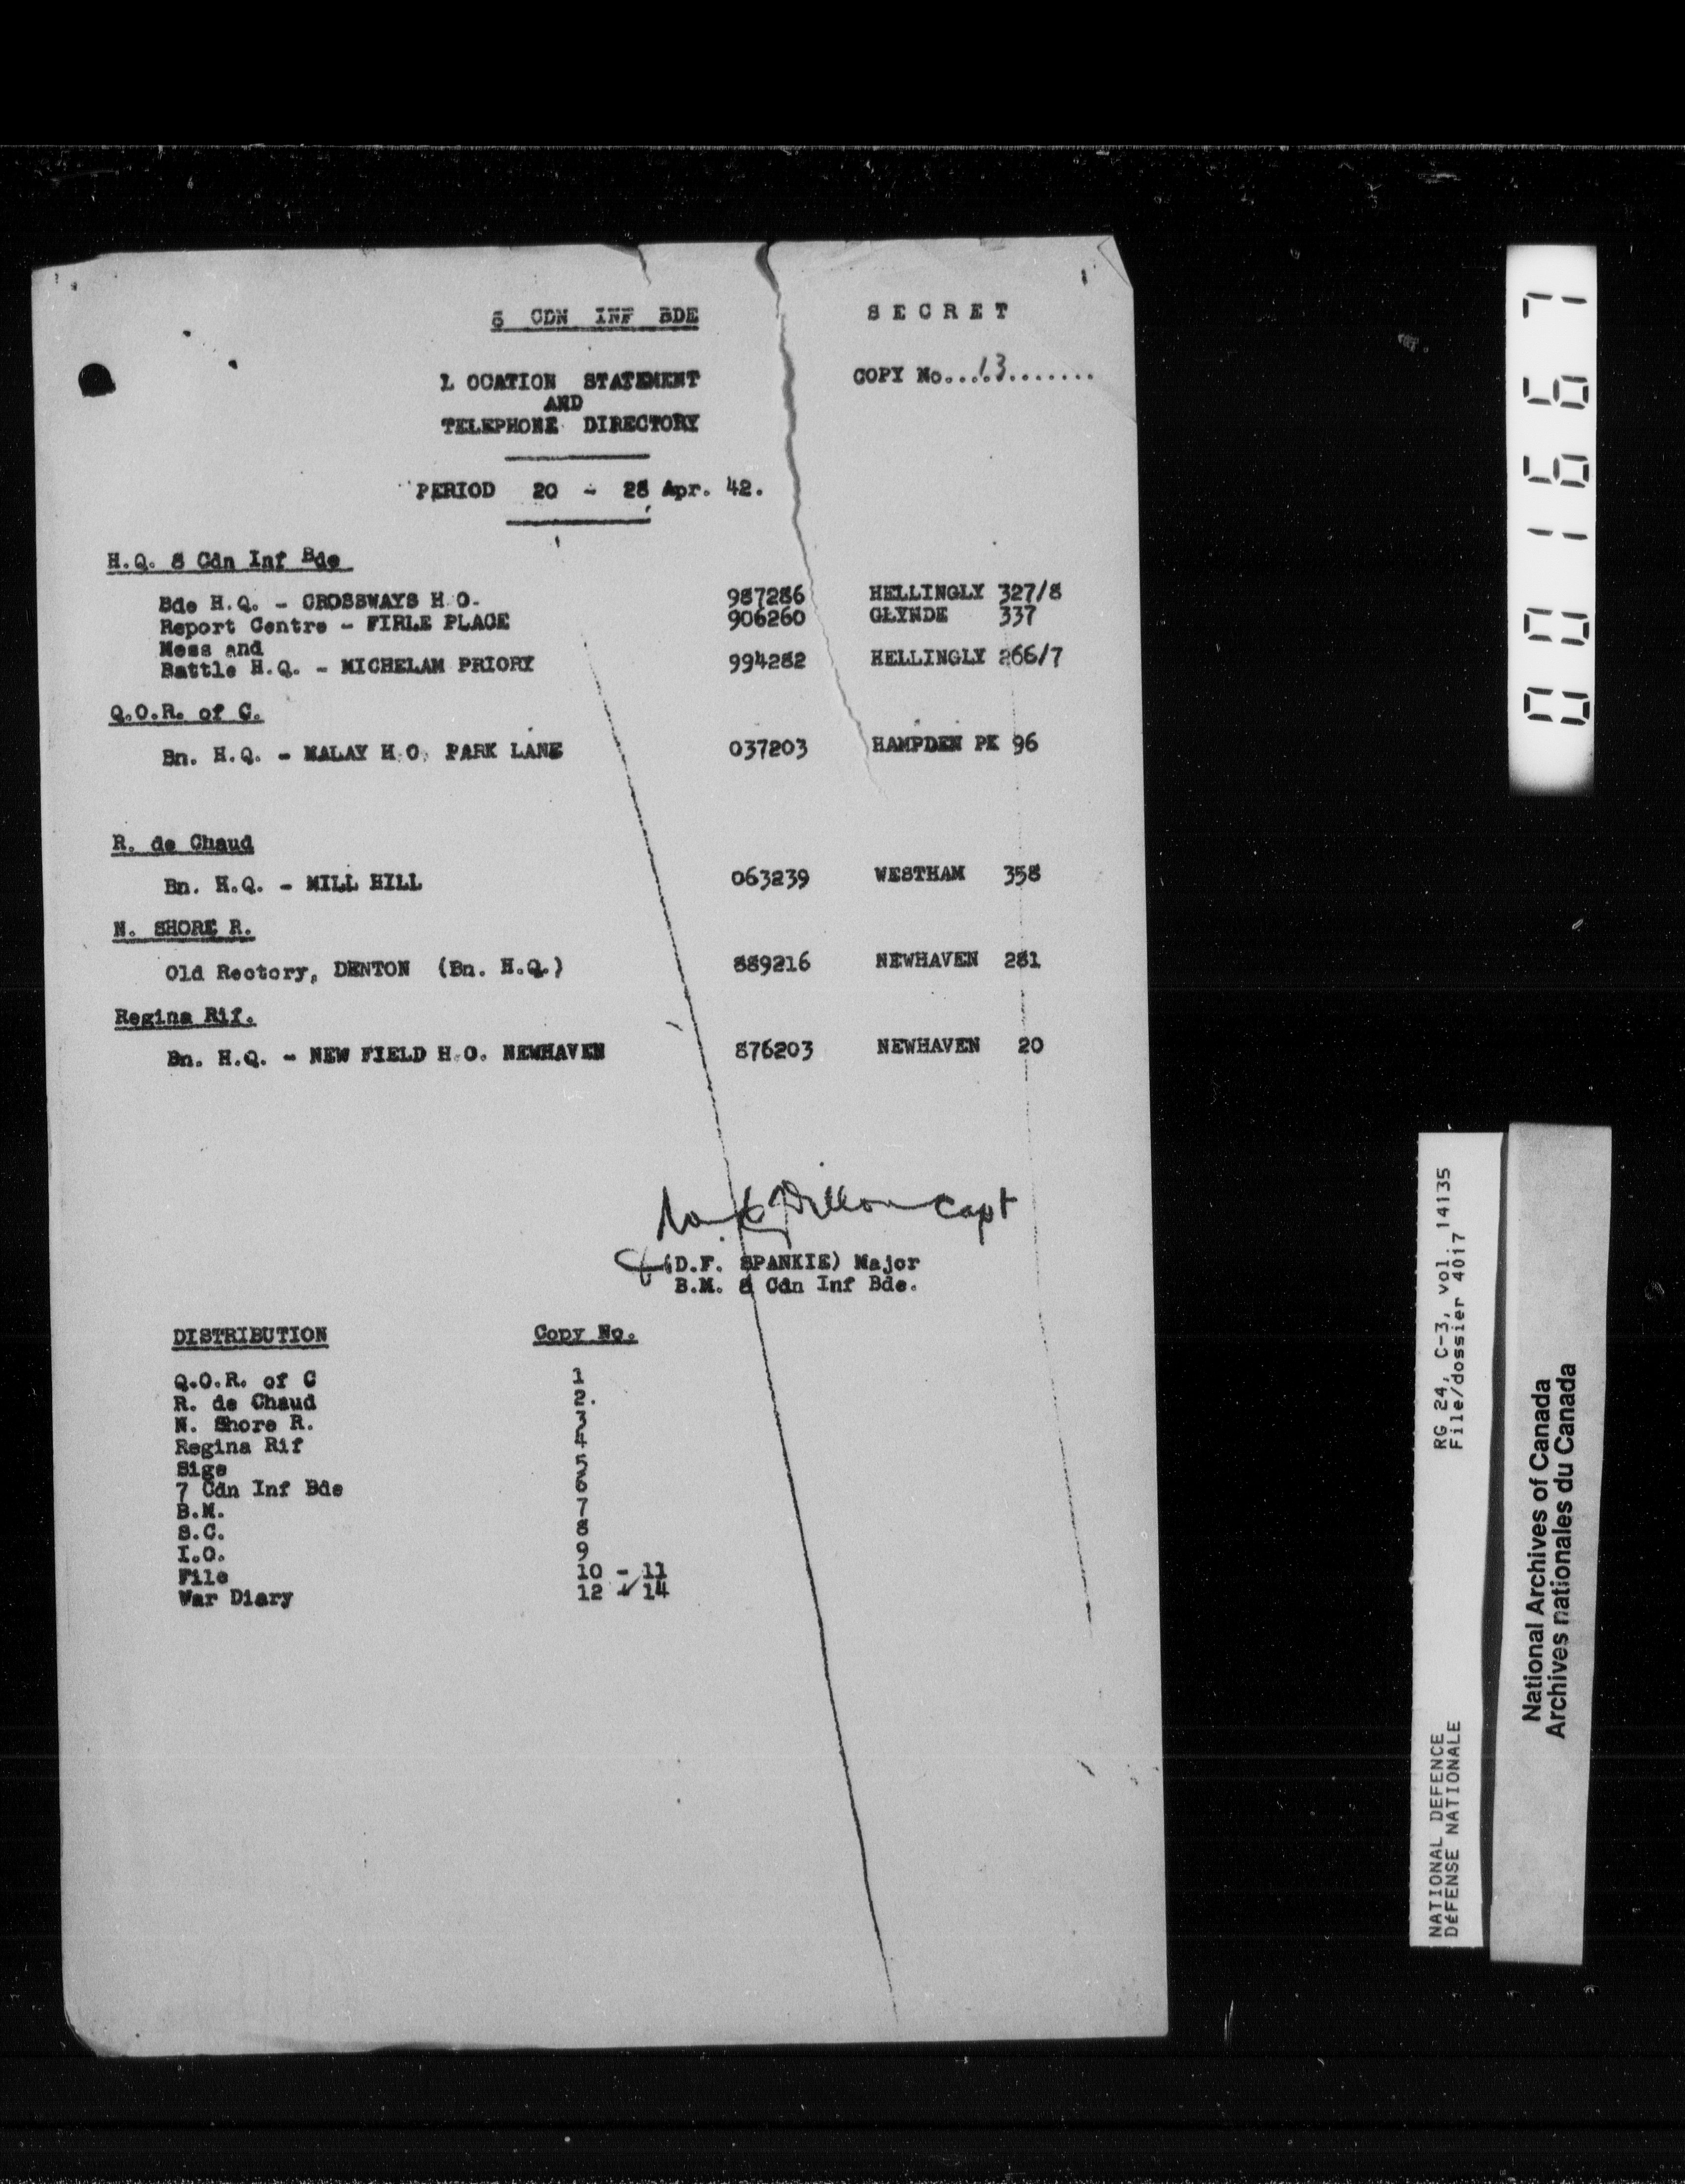 8 CDN INF BDE
SECRET
COPY No....13.......
LOCATION STATEMENT
AND
TELEPHONE DIRECTORY
PERIOD 20 - 28 Apr. 42.
H.Q. 8 Cdn Inf Bde
Bde H.Q. - CROSSWAYS H.O. 987286 HELLINGLY 327/8
Report Centre - FIRLE PLACE 906260 GLYNDE 337
Mess and
Battle H.Q. - MICHELAM PRIORY 994282 HELLINGLY 266/7
Q.O.R. of C.
Bn. H.Q. - MALAY H.O. PARK LANE 037203 HAMPDEN PK 96
R. de Chaud
Bn. H.Q. - MILL HILL 063239 WESTHAM 358
N. SHORE R.
Old Rectory, DENTON (Bn. H.Q.) 889216 NEWHAVEN 281
Regina Rif.
Bn. H.Q. - NEW FIELD H.O. NEWHAVEN 876203 NEWHAVEN 20
Dillon Capt
(D.F. SPANKIE) Major
B.M. 8 Cdn Inf Bde.
DISTRIBUTION Copy No.
Q.O.R. of C 1
R. de Chaud 2.
N. Shore R. 3
Regina Rif 4
Sigs 5
7 Cdn Inf Bde 6
B.M. 7
S.C. 8
I.O. 9
File 10 - 11
War Diary 12 - 14
0001667
NATIONAL DEFENCE RG 24, C-3, vol. 14135
DéFENSE NATIONALE File/dossier 4017
National Archives of Canada
Archives nationales du Canada